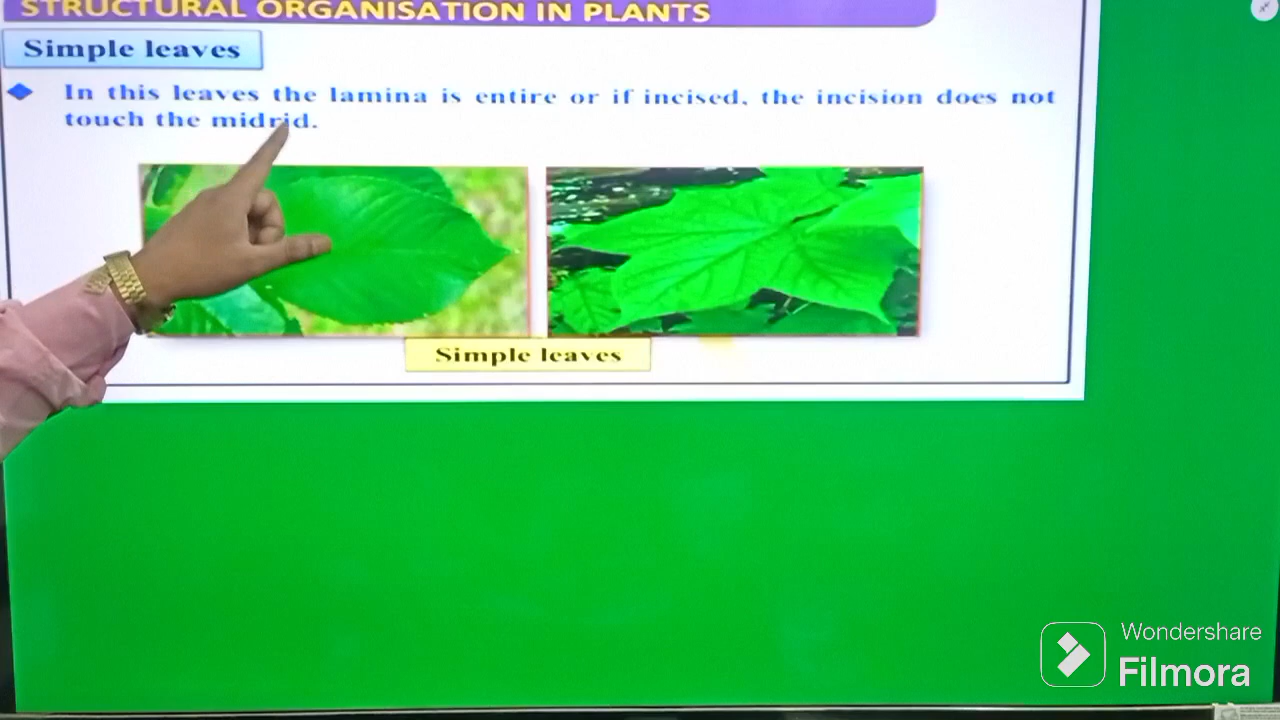 STRUCTURAL ORGANISATION IN PLANTS
Simple leaves
In this leaves the lamina is entire or if incised, the incision does not
touch the midrid.
Simple leaves
Wondershare
Filmora